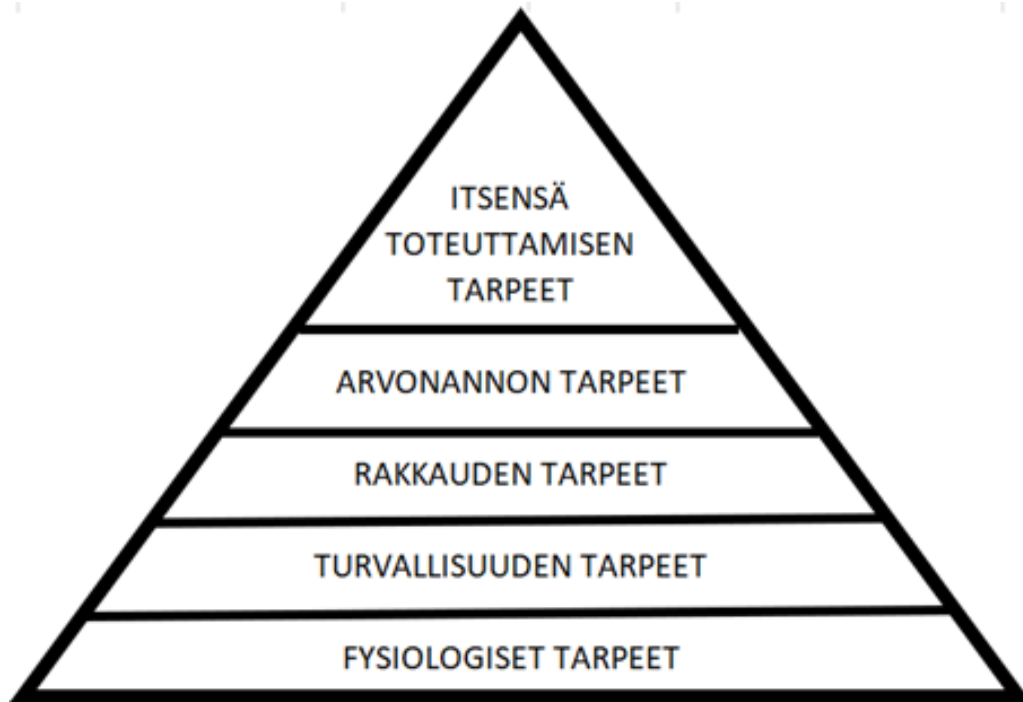 ITSENSÄ
TOTEUTTAMISEN
TARPEET
ARVONANNON TARPEET
RAKKAUDEN TARPEET
TURVALLISUUDEN TARPEET
FYSIOLOGISET TARPEET